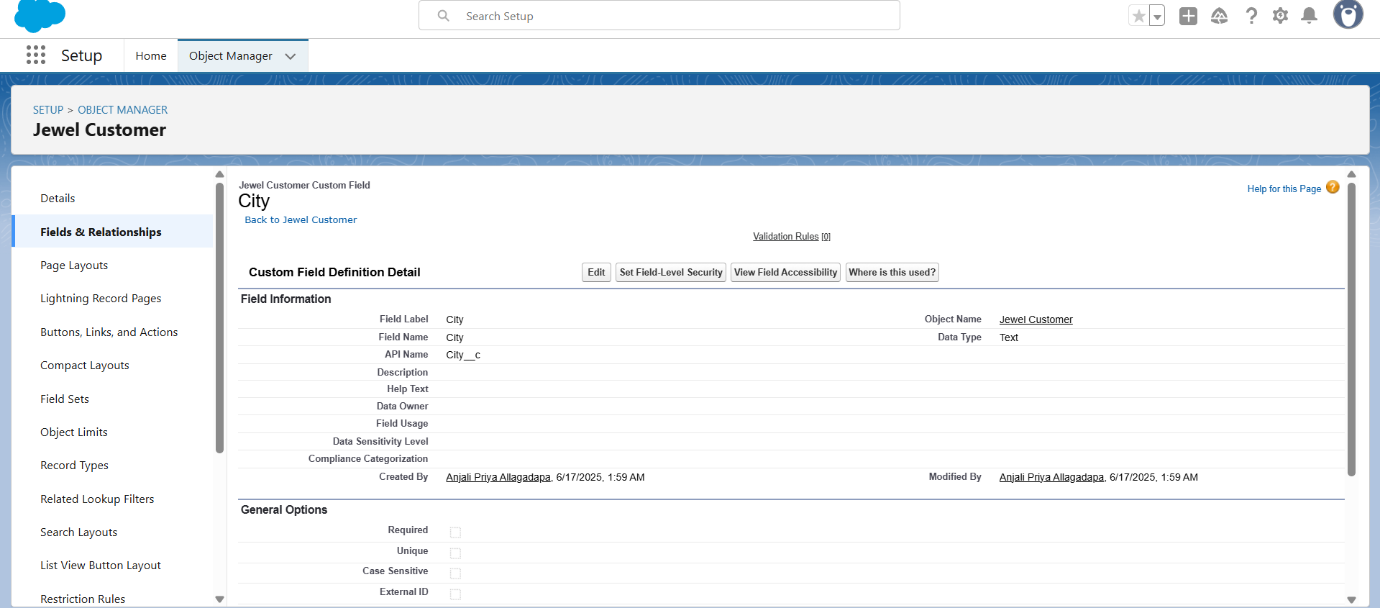 Search Setup
Setup
Home
Object Manager
SETUP > OBJECT MANAGER
Jewel Customer
Details
Fields & Relationships
Page Layouts
Lightning Record Pages
Buttons, Links, and Actions
Compact Layouts
Field Sets
Object Limits
Record Types
Related Lookup Filters
Search Layouts
List View Button Layout
Restriction Rules
Jewel Customer Custom Field
City
Back to Jewel Customer
Help for this Page ?
Validation Rules [0]
Custom Field Definition Detail
Edit
Set Field-Level Security
View Field Accessibility
Where is this used?
Field Information
Field Label City
Object Name Jewel Customer
Field Name City
Data Type Text
API Name City__c
Description
Help Text
Data Owner
Field Usage
Data Sensitivity Level
Compliance Categorization
Created By Anjali Priya Allagadapa, 6/17/2025, 1:59 AM
Modified By Anjali Priya Allagadapa, 6/17/2025, 1:59 AM
General Options
Required
Unique
Case Sensitive
External ID